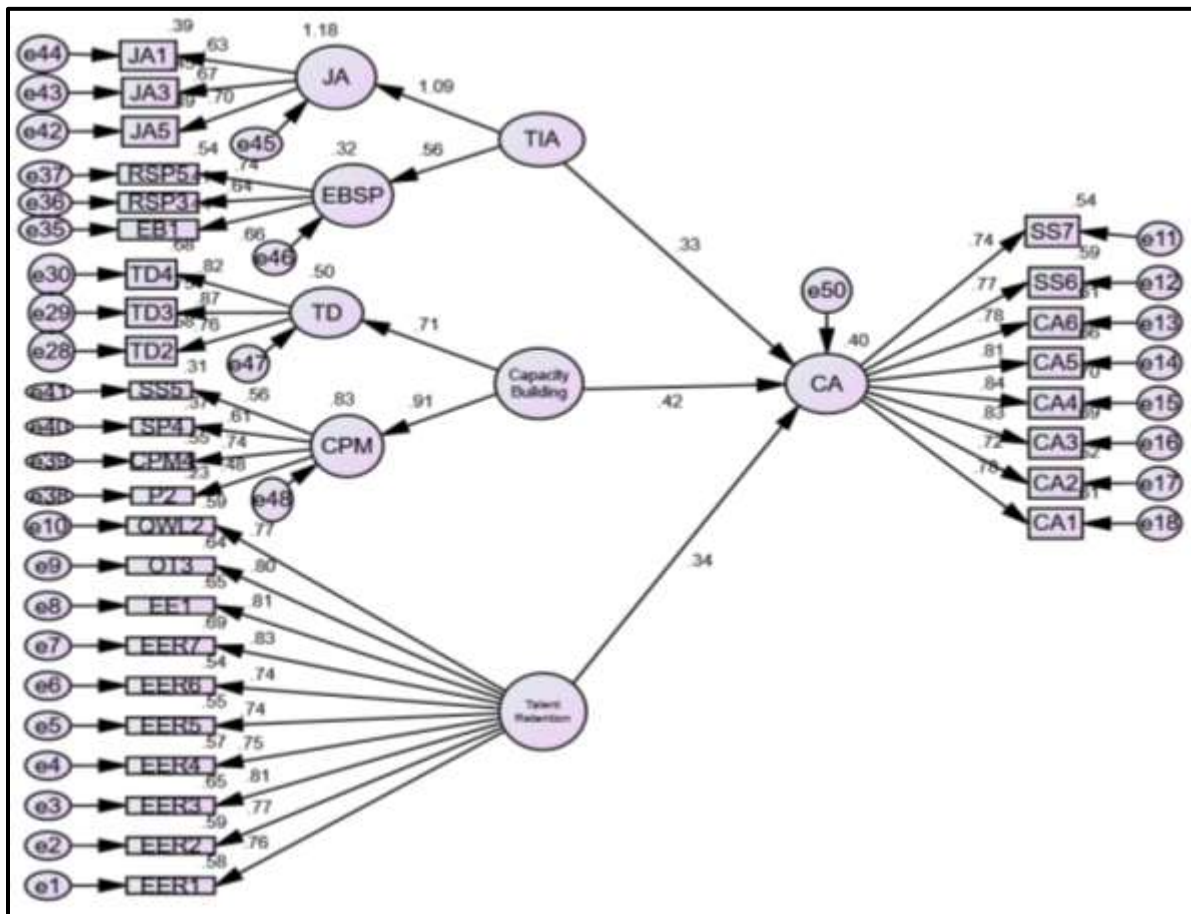 .39
1.18
e44
JA1
.63
JA
e43
JA3
.67
1.09
e42
JA5
.70
e45
TIA
.54
.32
.56
e37
RSP5
.74
EBSP
e36
RSP3
.64
e35
EB1
.66
e46
.33
.54
SS7
e11
.74
.68
.59
e30
TD4
.82
.50
e50
.77
SS6
e12
e29
TD3
.87
TD
.71
.78
CA6
e13
e28
TD2
.76
e47
.40
.81
CA5
e14
.31
Capacity
Building
CA
.84
CA4
e15
e41
SS5
.56
.83
.91
.42
.83
CA3
e16
.37
e40
SP4
.61
CPM
.72
CA2
e17
.55
e39
CPM4
.74
.78
CA1
e18
.48
.23
e38
P2
e48
.59
e10
QWL2
.77
.64
e9
OT3
.80
.34
.65
e8
EE1
.81
.69
e7
EER7
.83
.54
e6
EER6
.74
Talent
Retention
.55
e5
EER5
.74
.57
.75
e4
EER4
.65
.81
e3
EER3
.77
.59
e2
EER2
.76
.58
e1
EER1